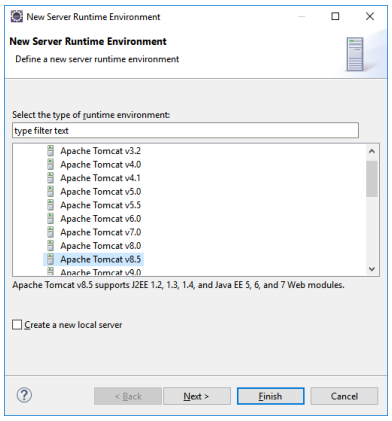 New Server Runtime Environment
New Server Runtime Environment
Define a new server runtime environment
Select the type of runtime environment:
type filter text
Apache Tomcat v3.2
Apache Tomcat v4.0
Apache Tomcat v4.1
Apache Tomcat v5.0
Apache Tomcat v5.5
Apache Tomcat v6.0
Apache Tomcat v7.0
Apache Tomcat v8.0
Apache Tomcat v8.5
Apache Tomcat v9.0
Apache Tomcat v8.5 supports J2EE 1.2, 1.3, 1.4, and Java EE 5, 6, and 7 Web modules.
Create a new local server
? < Back Next > Finish Cancel